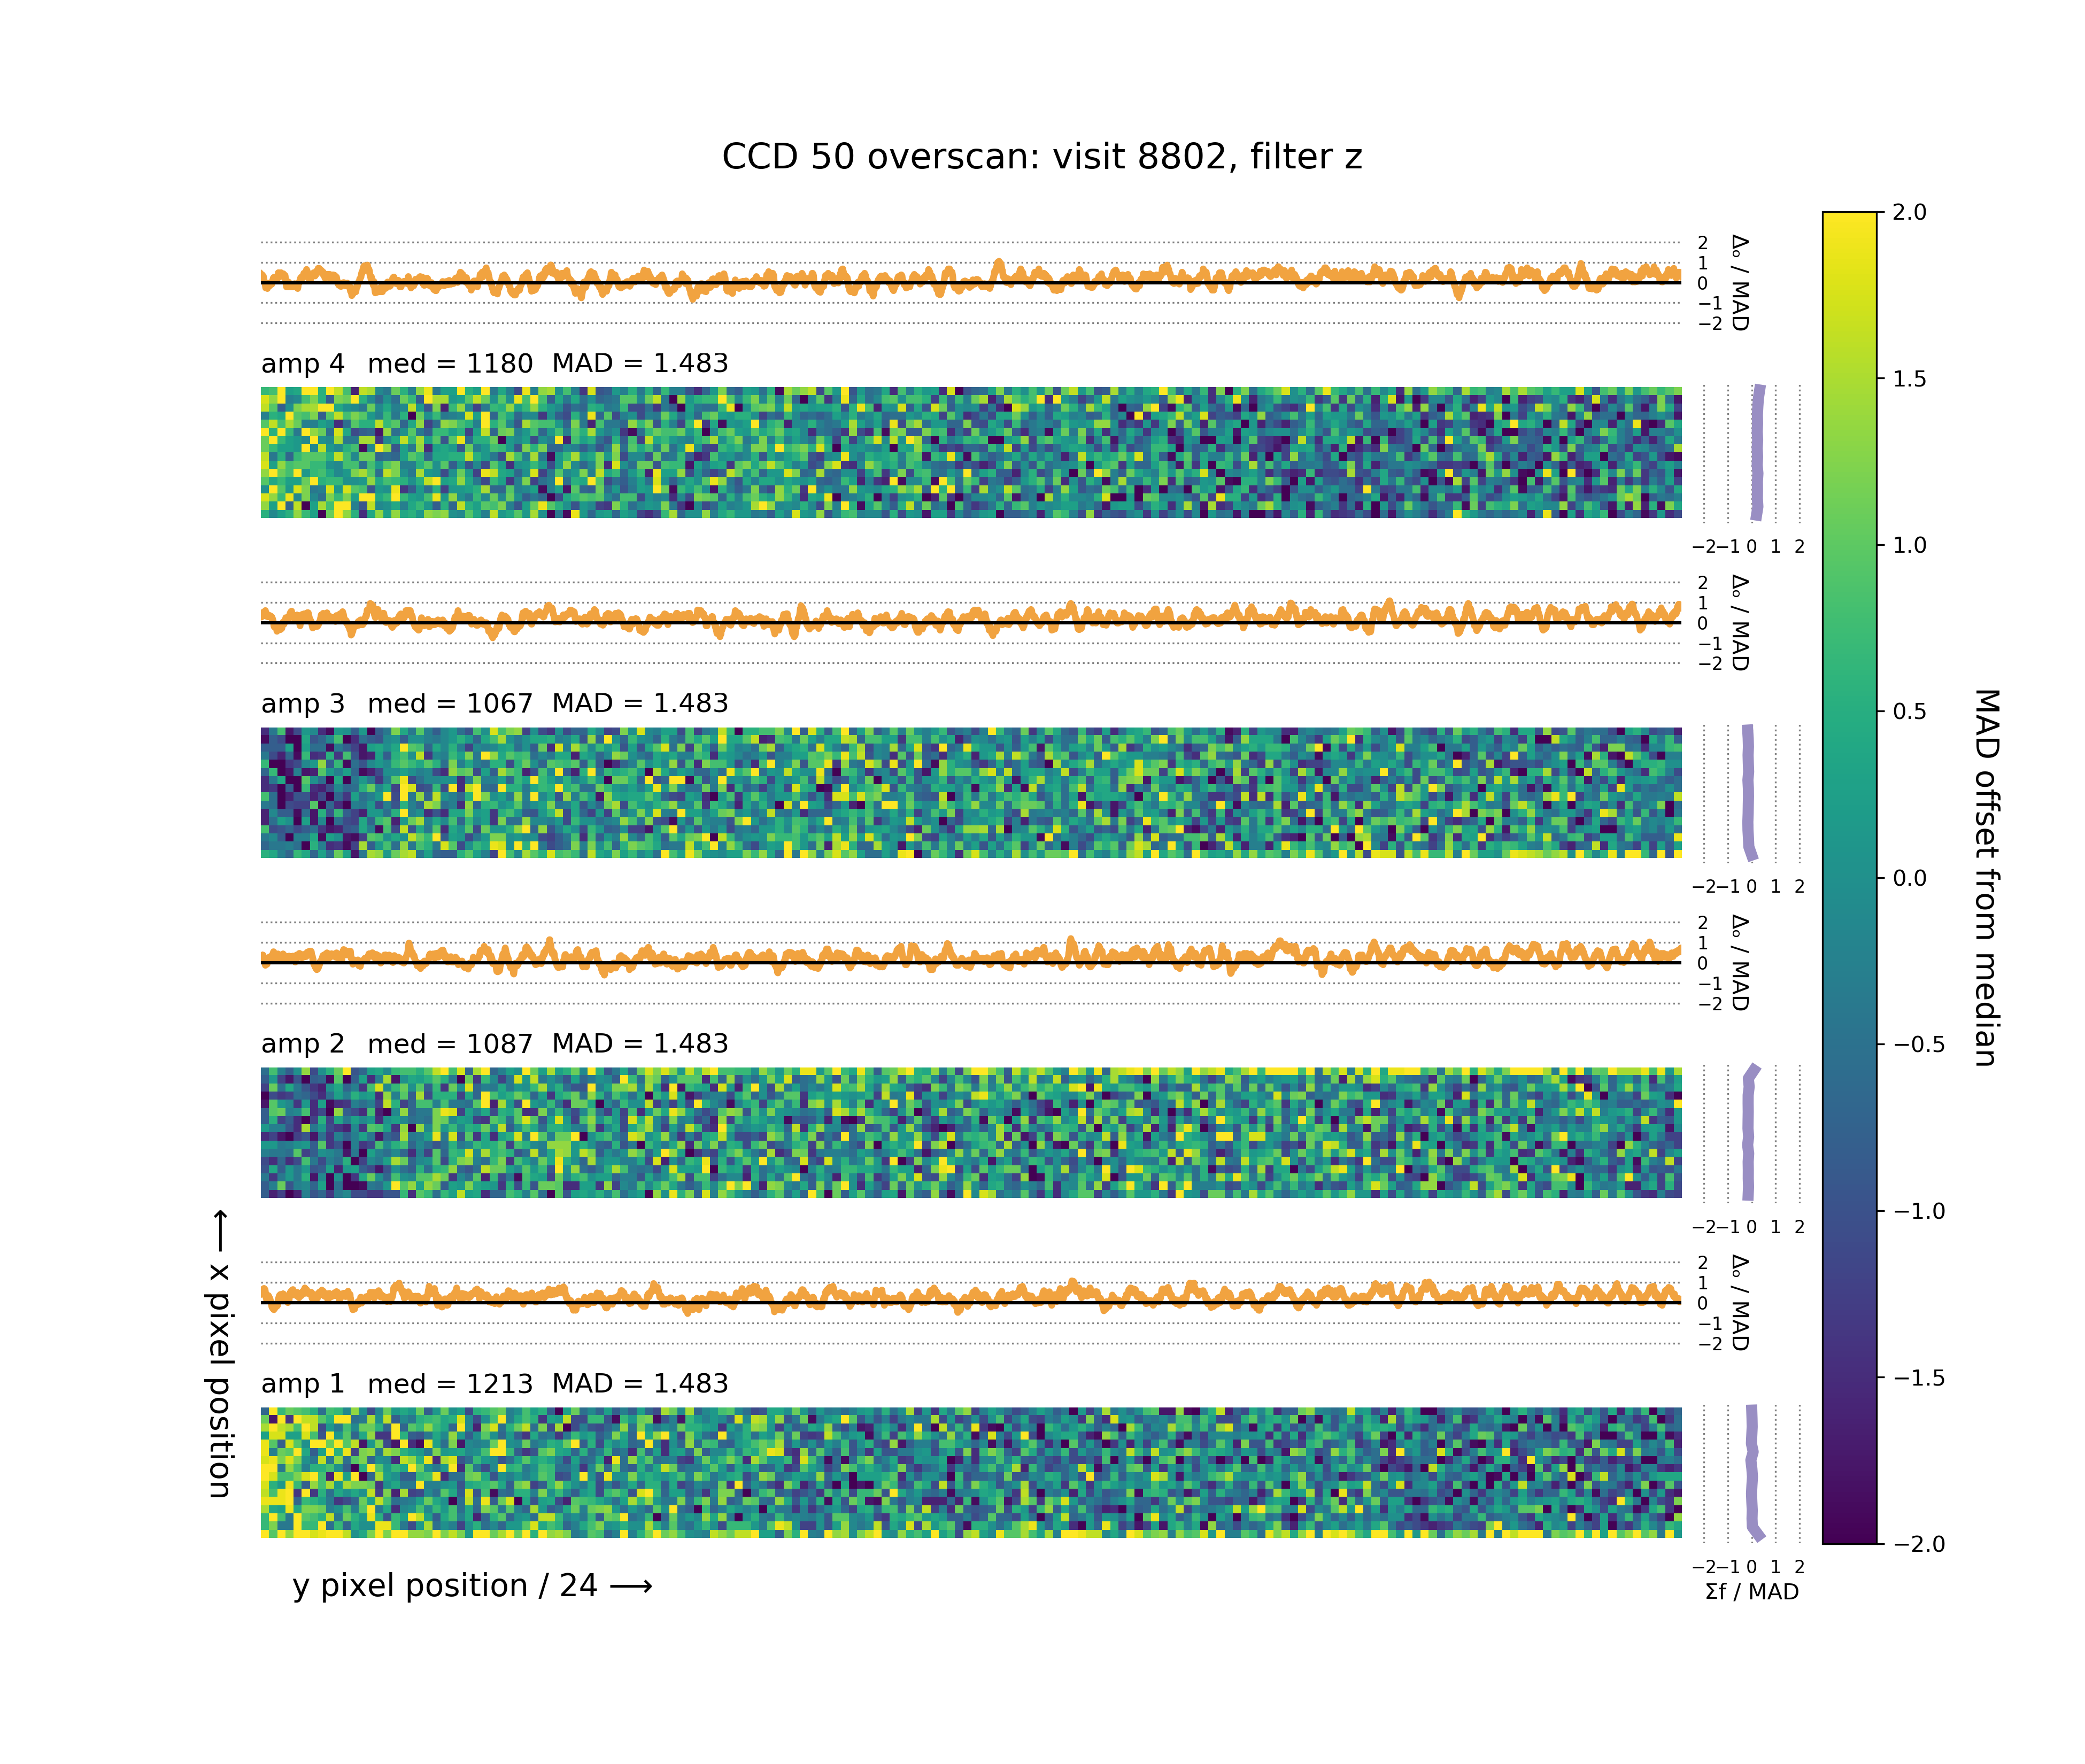 CCD 50 overscan: visit 8802, filter z
2
1
0
−1
−2
Δₒ / MAD
amp 4 med = 1180 MAD = 1.483
−2 −1 0 1 2
2
1
0
−1
−2
Δₒ / MAD
amp 3 med = 1067 MAD = 1.483
−2 −1 0 1 2
2
1
0
−1
−2
Δₒ / MAD
amp 2 med = 1087 MAD = 1.483
−2 −1 0 1 2
2
1
0
−1
−2
Δₒ / MAD
amp 1 med = 1213 MAD = 1.483
−2 −1 0 1 2
Σf / MAD
⟵ x pixel position
y pixel position / 24 ⟶
2.0
1.5
1.0
0.5
0.0
−0.5
−1.0
−1.5
−2.0
MAD offset from median